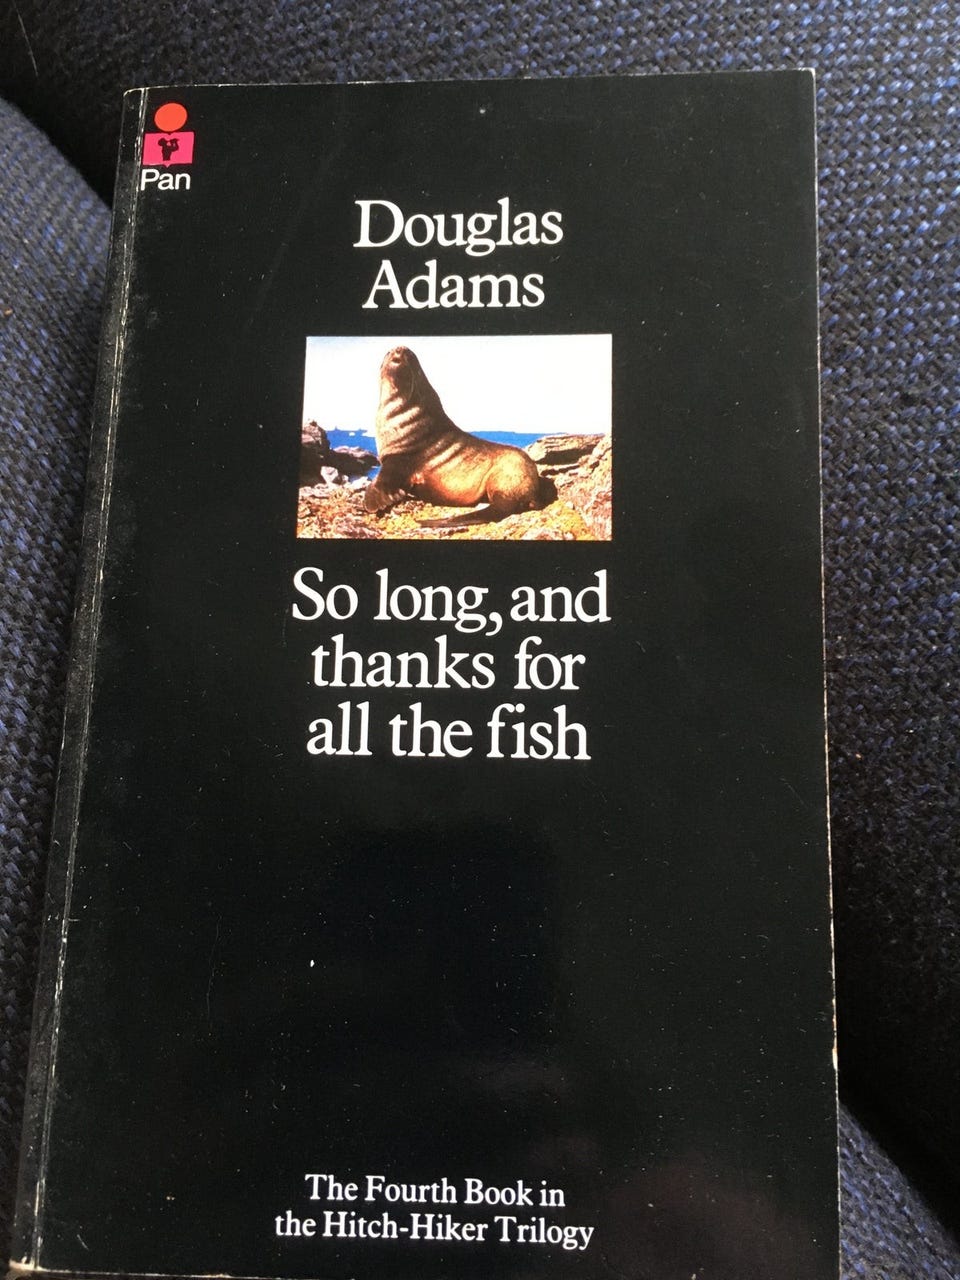 Pan
Douglas
Adams
So long, and
thanks for
all the fish
The Fourth Book in
the Hitch-Hiker Trilogy